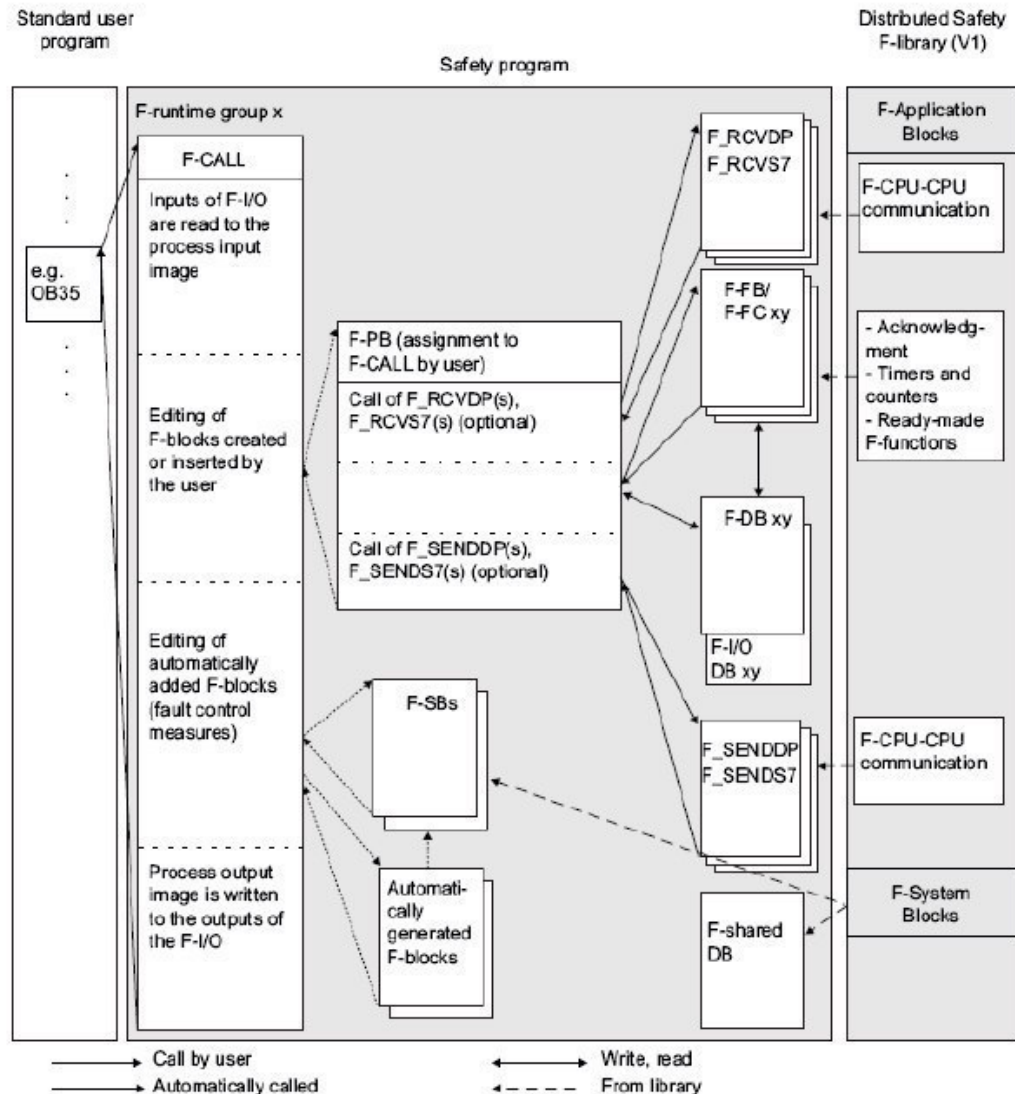 Standard user
program
Distributed Safety
F-library (V1)
Safety program
F-runtime group x
F-CALL
Inputs of F-I/O
are read to the
process input
image
Editing of
F-blocks created
or inserted by
the user
Editing of
automatically
added F-blocks
(fault control
measures)
Process output
image is written
to the outputs of
the F-I/O
e.g.
OB35
F-PB (assignment to
F-CALL by user)
Call of F_RCVDP(s),
F_RCVS7(s) (optional)
Call of F_SENDDP(s),
F_SENDS7(s) (optional)
F-SBs
Automati-
cally
generated
F-blocks
F_RCVDP
F_RCVS7
F-FB/
F-FC xy
F-DB xy
F-I/O
DB xy
F_SENDDP
F_SENDS7
F-shared
DB
F-Application
Blocks
F-CPU-CPU
communication
- Acknowledg-
ment
- Timers and
counters
- Ready-made
F-functions
F-CPU-CPU
communication
F-System
Blocks
Call by user
Automatically called
Write, read
From library